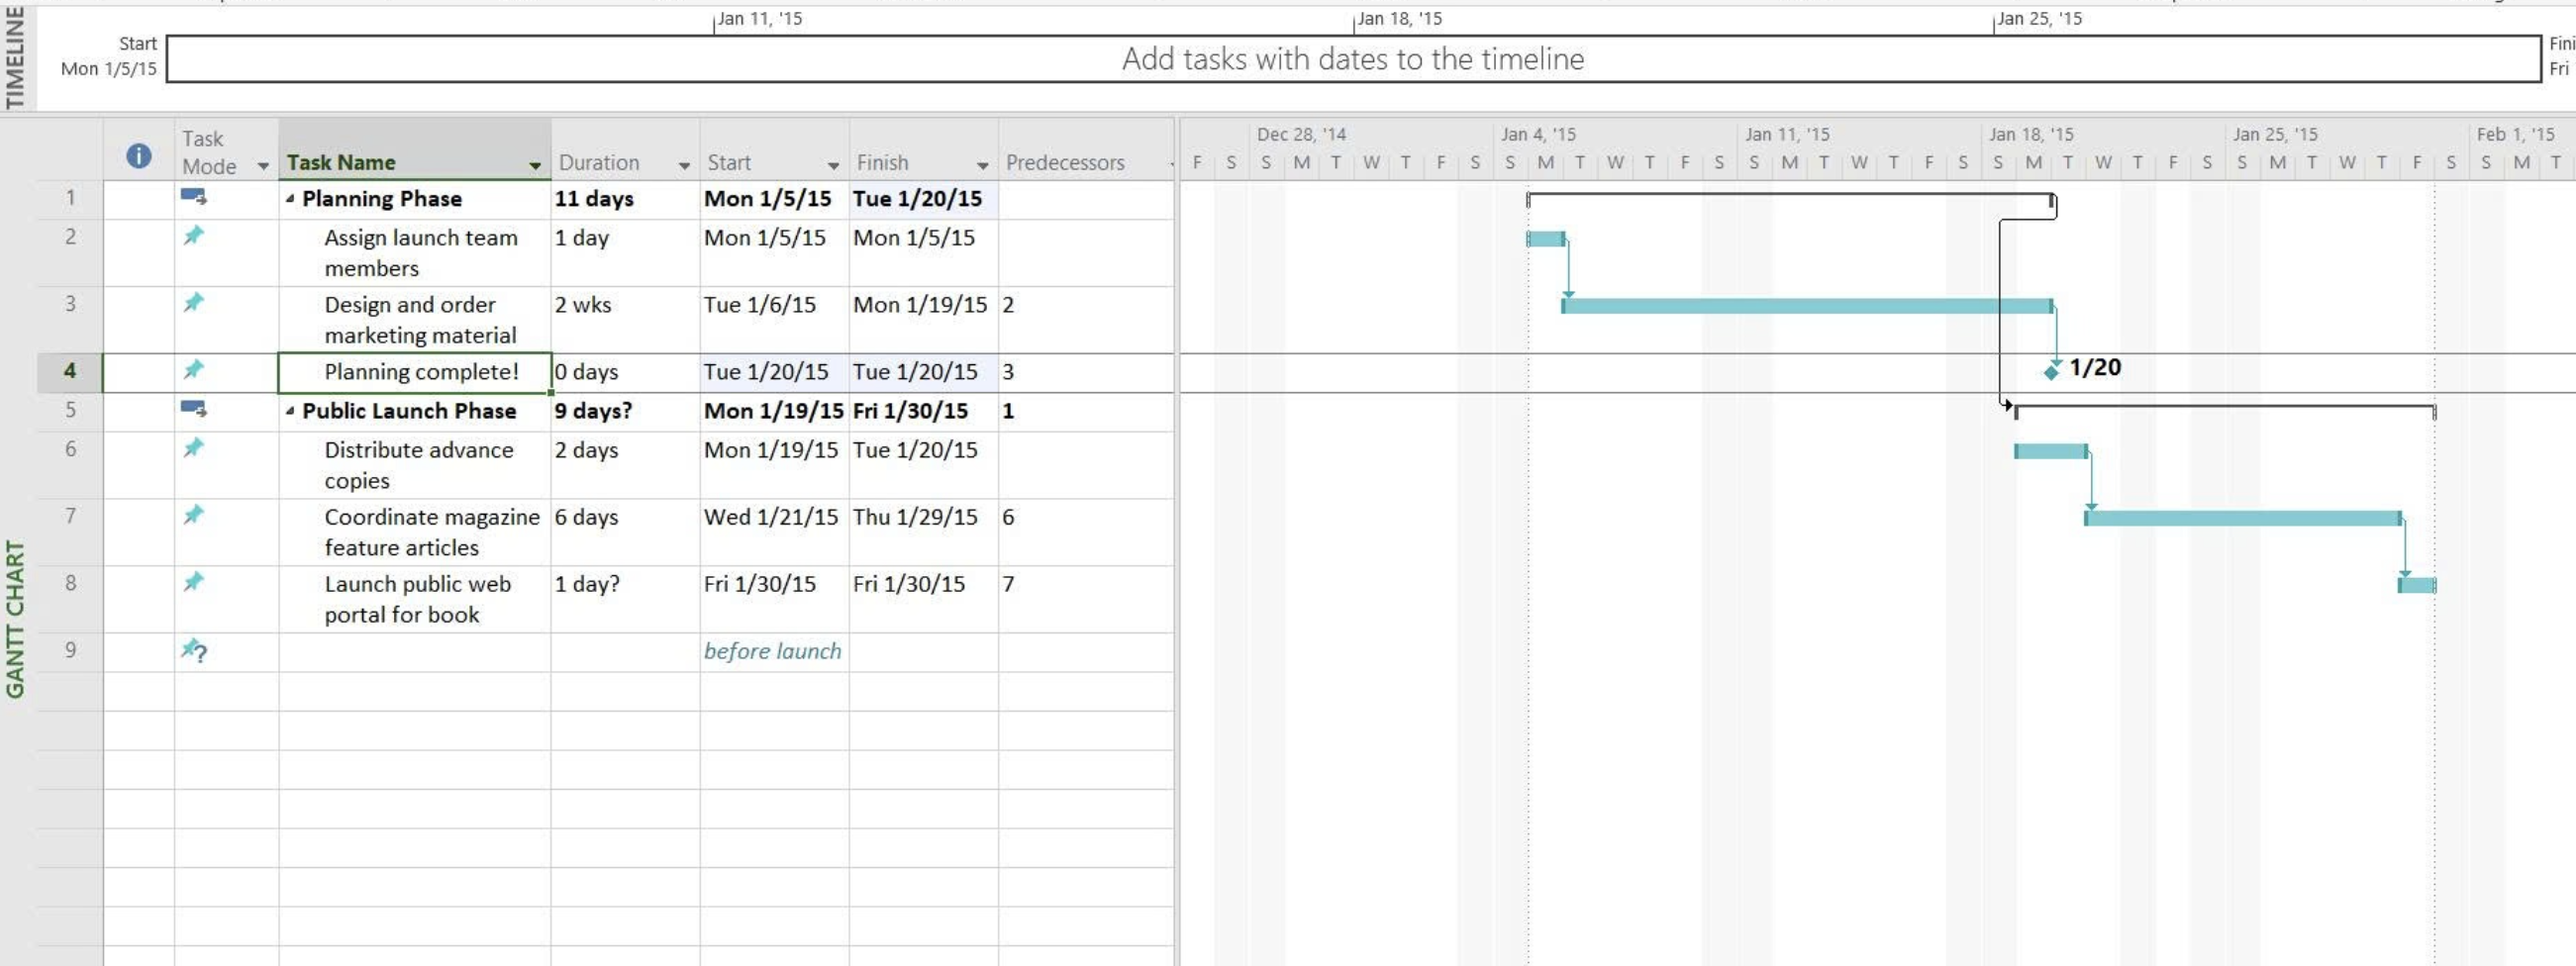 TIMELINE
Jan 11, '15 Jan 18, '15 Jan 25, '15
Start
Mon 1/5/15
Add tasks with dates to the timeline
Fini
Fri
GANTT CHART
Task Mode Task Name Duration Start Finish Predecessors
Dec 28, '14 Jan 4, '15 Jan 11, '15 Jan 18, '15 Jan 25, '15 Feb 1, '15
F S S M T W T F S S M T W T F S S M T W T F S S M T W T F S S M T W T F S S M T
1 Planning Phase 11 days Mon 1/5/15 Tue 1/20/15
2 Assign launch team members 1 day Mon 1/5/15 Mon 1/5/15
3 Design and order marketing material 2 wks Tue 1/6/15 Mon 1/19/15 2
4 Planning complete! 0 days Tue 1/20/15 Tue 1/20/15 3
1/20
5 Public Launch Phase 9 days? Mon 1/19/15 Fri 1/30/15 1
6 Distribute advance copies 2 days Mon 1/19/15 Tue 1/20/15
7 Coordinate magazine feature articles 6 days Wed 1/21/15 Thu 1/29/15 6
8 Launch public web portal for book 1 day? Fri 1/30/15 Fri 1/30/15 7
9 before launch